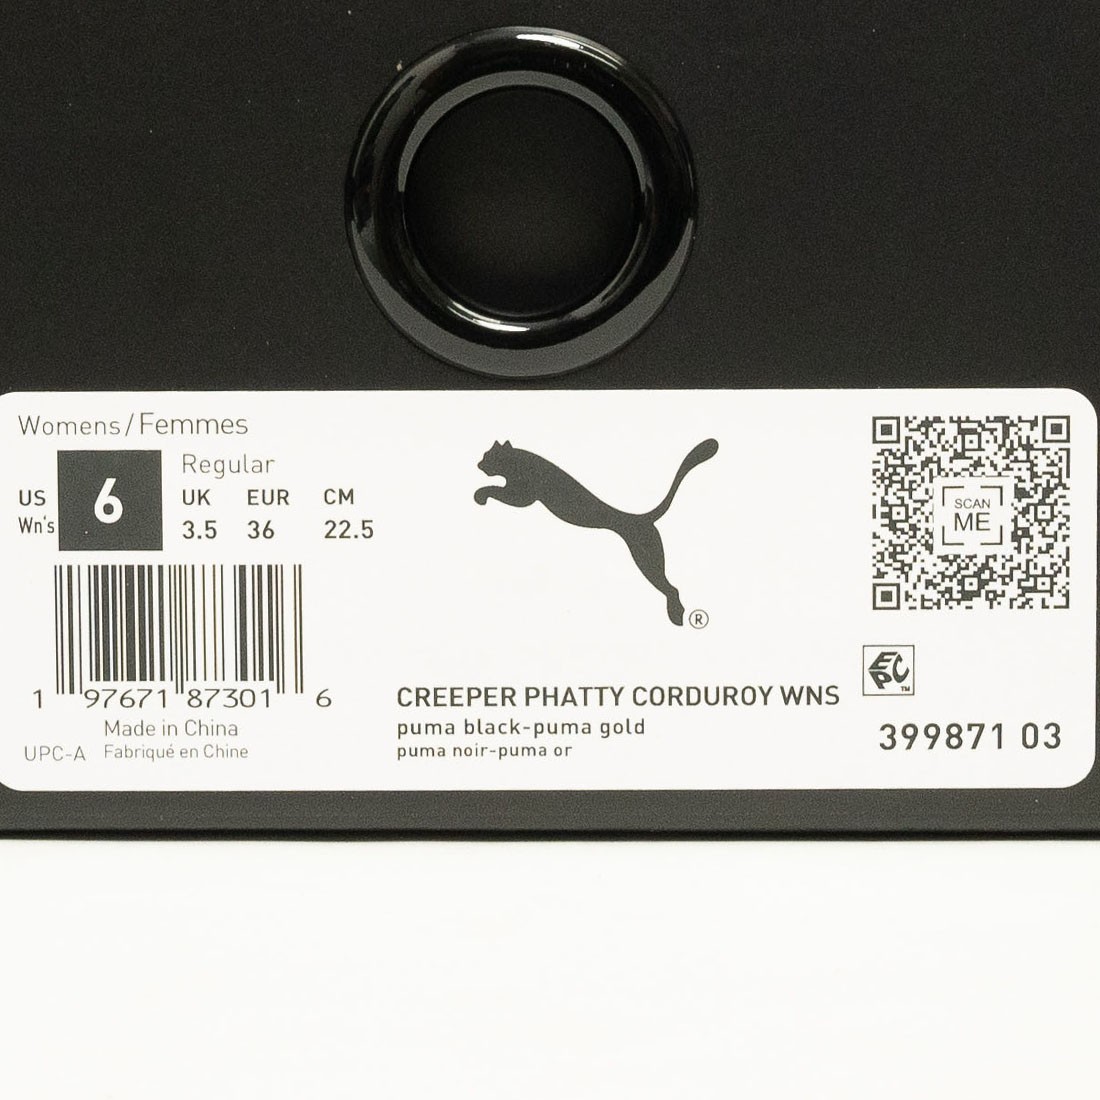 Womens/Femmes
Regular
US
Wn's
6
UK EUR CM
3.5 36 22.5
1 97671 87301 6
Made in China
UPC-A Fabriqué en Chine
®
CREEPER PHATTY CORDUROY WNS
puma black-puma gold
puma noir-puma or
SCAN
ME
EPC™
399871 03